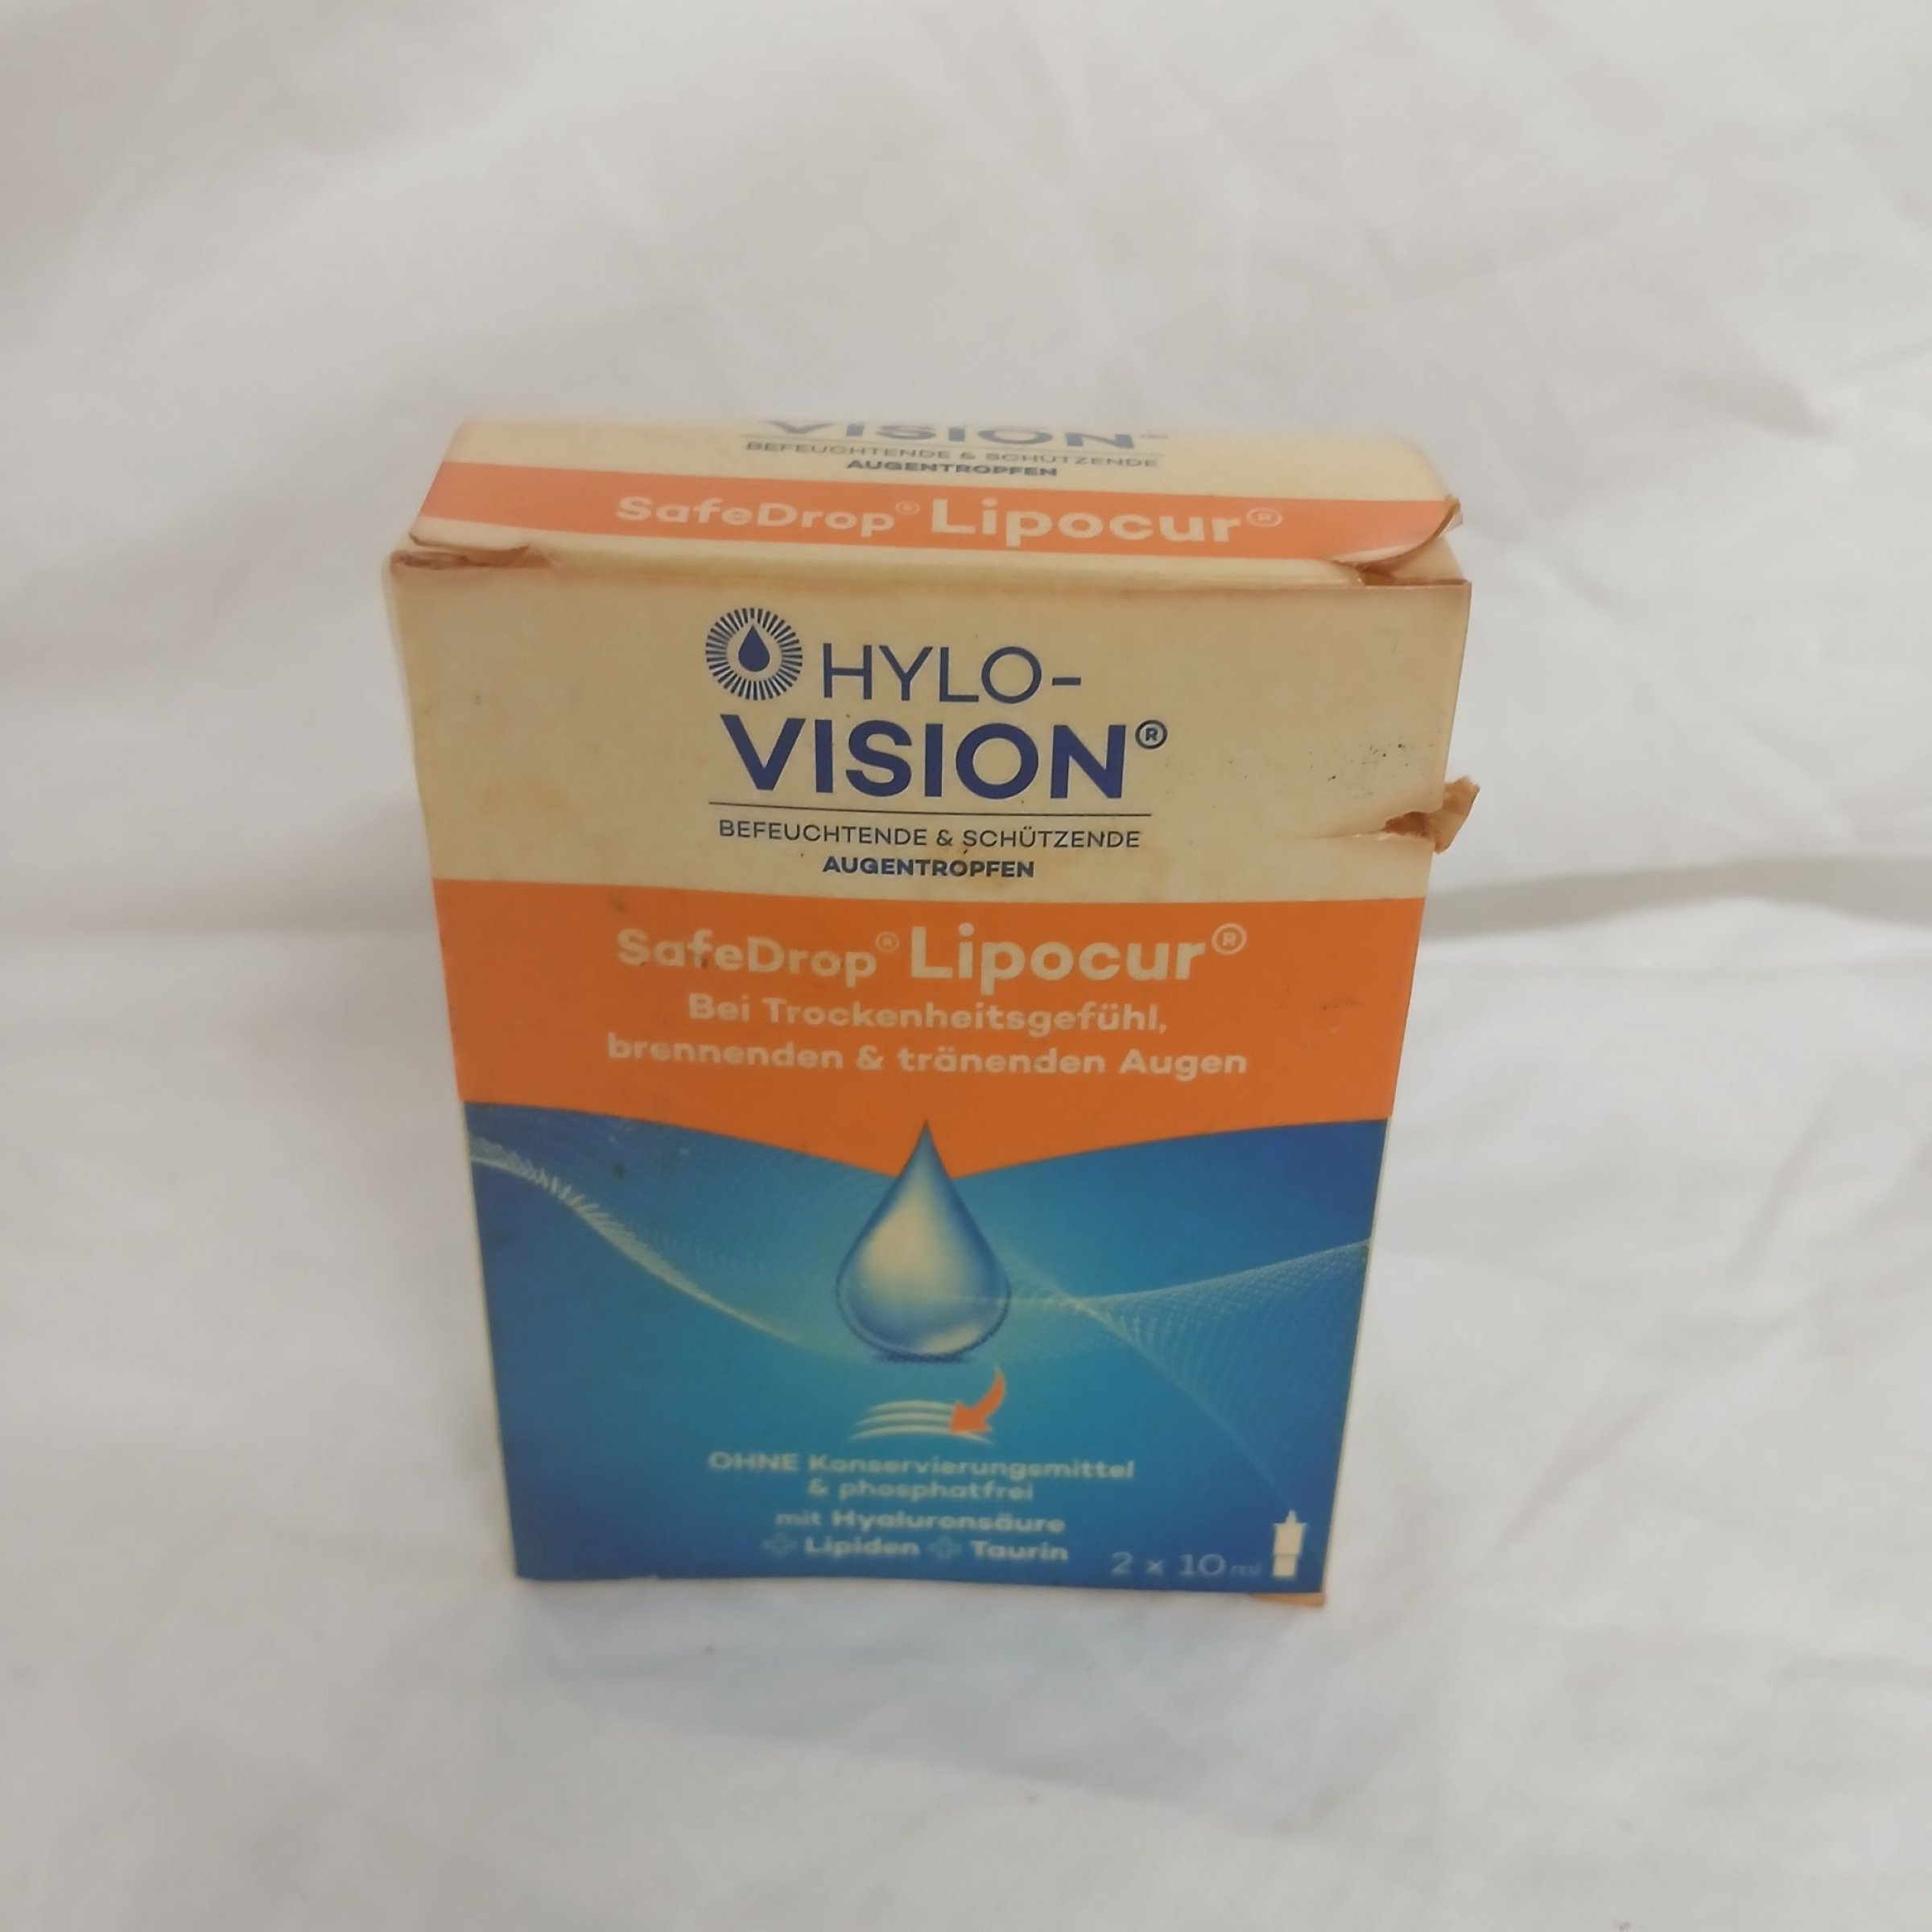 VISION
BEFEUCHTENDE & SCHÜTZENDE
AUGENTROPFEN
SafeDrop® Lipocur®
HYLO-
VISION®
BEFEUCHTENDE & SCHÜTZENDE
AUGENTROPFEN
SafeDrop® Lipocur®
Bei Trockenheitsgefühl,
brennenden & tränenden Augen
OHNE Konservierungsmittel
& phosphatfrei
mit Hyaluronsäure
+ Lipiden + Taurin
2 x 10 ml